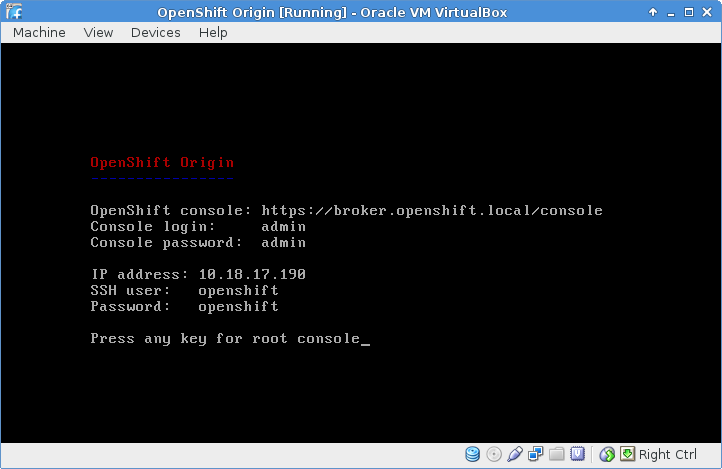 OpenShift Origin [Running] - Oracle VM VirtualBox
Machine View Devices Help
OpenShift Origin
----------------
OpenShift console: https://broker.openshift.local/console
Console login: admin
Console password: admin
IP address: 10.18.17.190
SSH user: openshift
Password: openshift
Press any key for root console_
Right Ctrl